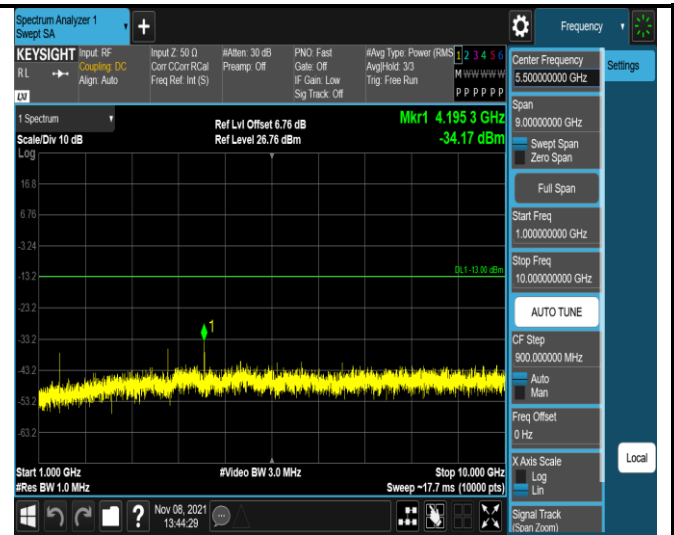 Spectrum Analyzer 1
Swept SA
Frequency
KEYSIGHT
RL
LXI
Input: RF
Coupling: DC
Align: Auto
Input Z: 50 Ω
Corr CCorr RCal
Freq Ref: Int (S)
#Atten: 30 dB
Preamp: Off
PNO: Fast
Gate: Off
IF Gain: Low
Sig Track: Off
#Avg Type: Power (RMS
Avg|Hold: 3/3
Trig: Free Run
1 2 3 4 5 6
M W W W W W
P P P P P P
1 Spectrum
Scale/Div 10 dB
Log
Ref Lvl Offset 6.76 dB
Ref Level 26.76 dBm
Mkr1 4.195 3 GHz
-34.17 dBm
16.8
6.76
-3.24
-13.2
-23.2
-33.2
-43.2
-53.2
-63.2
DL1 -13.00 dBm
1
Start 1.000 GHz
#Res BW 1.0 MHz
#Video BW 3.0 MHz
Stop 10.000 GHz
Sweep ~17.7 ms (10000 pts)
Nov 08, 2021
13:44:29
?
Center Frequency
5.500000000 GHz
Settings
Span
9.00000000 GHz
Swept Span
Zero Span
Full Span
Start Freq
1.000000000 GHz
Stop Freq
10.000000000 GHz
AUTO TUNE
CF Step
900.000000 MHz
Auto
Man
Freq Offset
0 Hz
X Axis Scale
Log
Lin
Local
Signal Track
(Span Zoom)